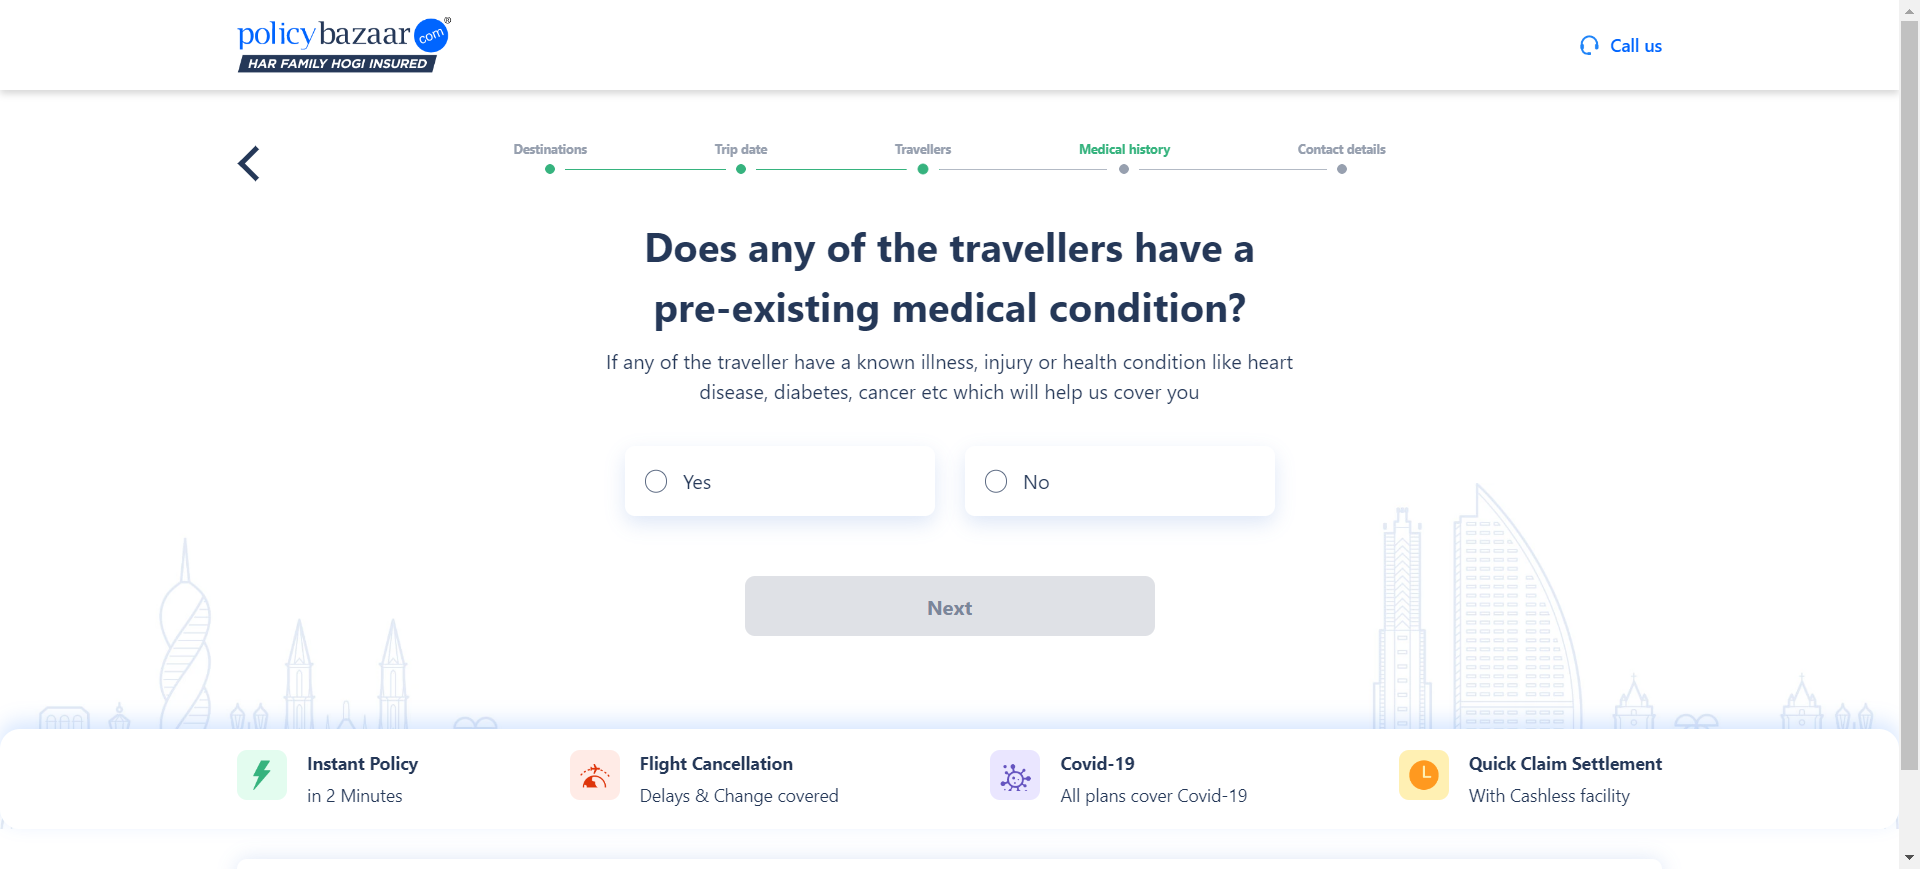 policybazaar com ®
HAR FAMILY HOGI INSURED
Call us
Destinations
Trip date
Travellers
Medical history
Contact details
Does any of the travellers have a
pre-existing medical condition?
If any of the traveller have a known illness, injury or health condition like heart
disease, diabetes, cancer etc which will help us cover you
Yes
No
Next
Instant Policy
in 2 Minutes
Flight Cancellation
Delays & Change covered
Covid-19
All plans cover Covid-19
Quick Claim Settlement
With Cashless facility